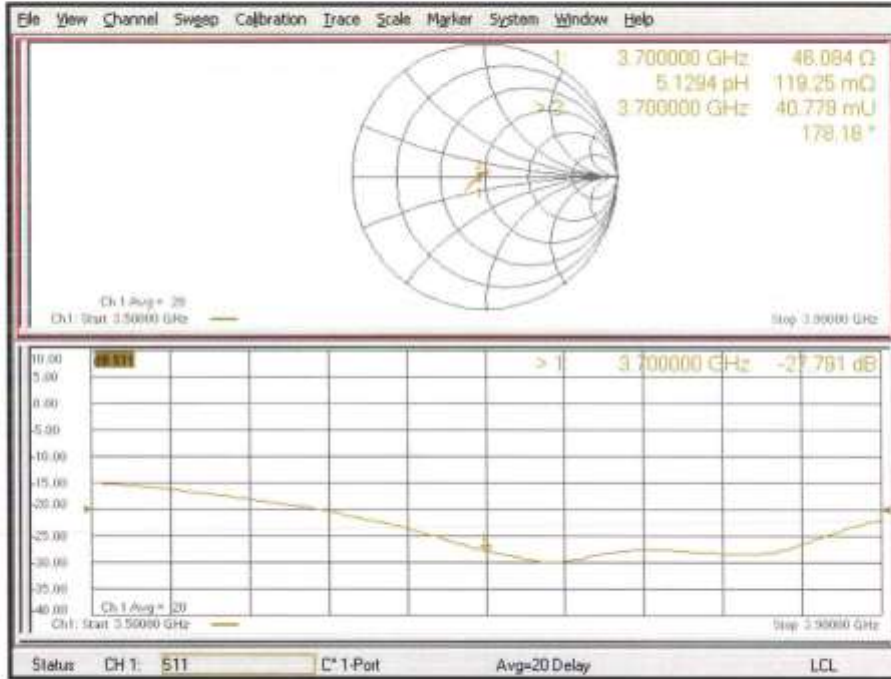 File View Channel Sweep Calibration Trace Scale Marker System Window Help
1: 3.700000 GHz 46.084 Ω
5.1294 pH 119.25 mΩ
> 2: 3.700000 GHz 40.778 mU
178.18 °
Ch 1 Avg = 20
Ch1: Start 3.50000 GHz
Stop 3.90000 GHz
10.00
> 1: 3.700000 GHz -27.791 dB
5.00
0.00
-5.00
-10.00
-15.00
-20.00
-25.00
-30.00
-35.00
-40.00
Ch 1 Avg = 20
Ch1: Start 3.50000 GHz
Stop 3.90000 GHz
Status CH 1: S11 C* 1-Port Avg=20 Delay LCL